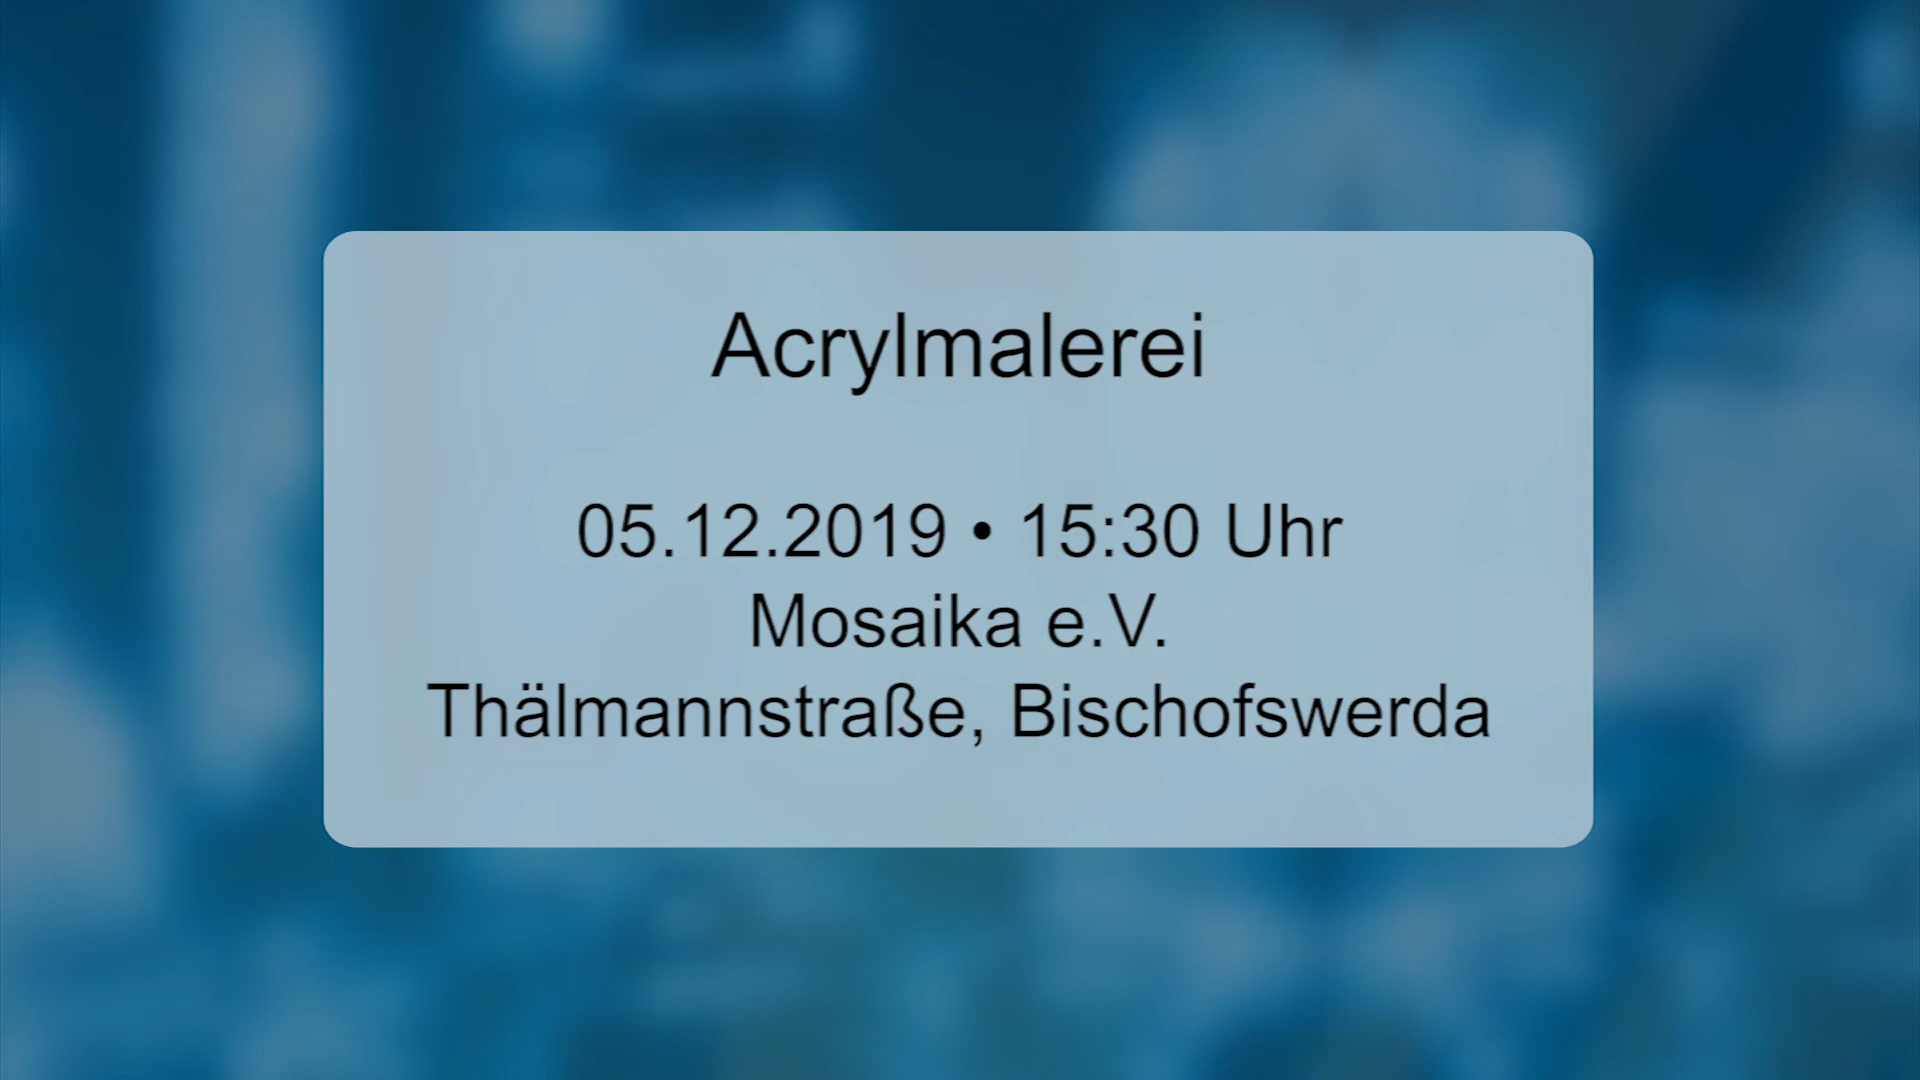 Acrylmalerei
05.12.2019 • 15:30 Uhr
Mosaika e.V.
Thälmannstraße, Bischofswerda